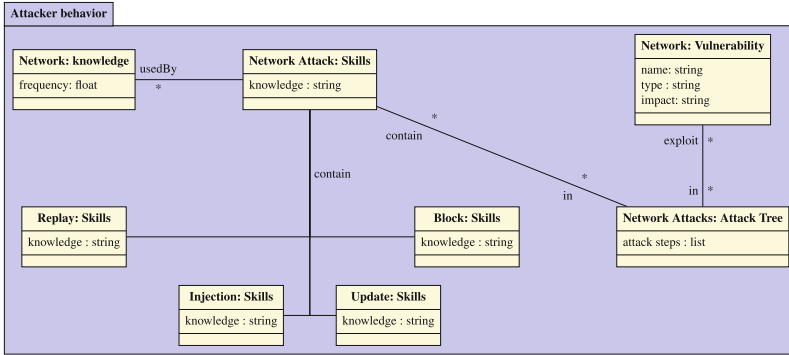 Attacker behavior
Network: knowledge
frequency: float
usedBy
*
Network Attack: Skills
knowledge : string
Network: Vulnerability
name: string
type : string
impact: string
exploit *
in *
*
contain
*
in
contain
Replay: Skills
knowledge : string
Block: Skills
knowledge : string
Network Attacks: Attack Tree
attack steps : list
Injection: Skills
knowledge : string
Update: Skills
knowledge : string